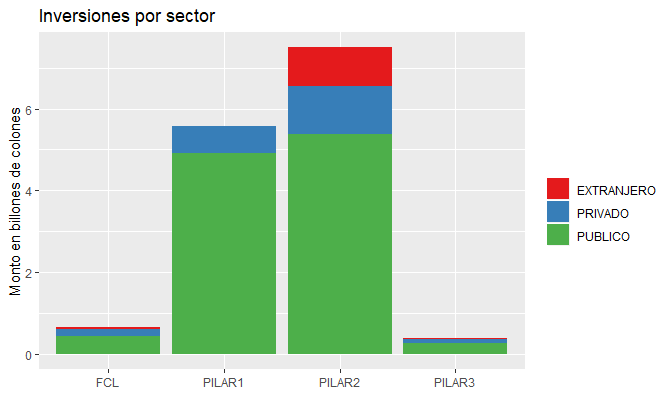 Inversiones por sector
Monto en billones de colones
6
4
2
0
FCL
PILAR1
PILAR2
PILAR3
EXTRANJERO
PRIVADO
PUBLICO